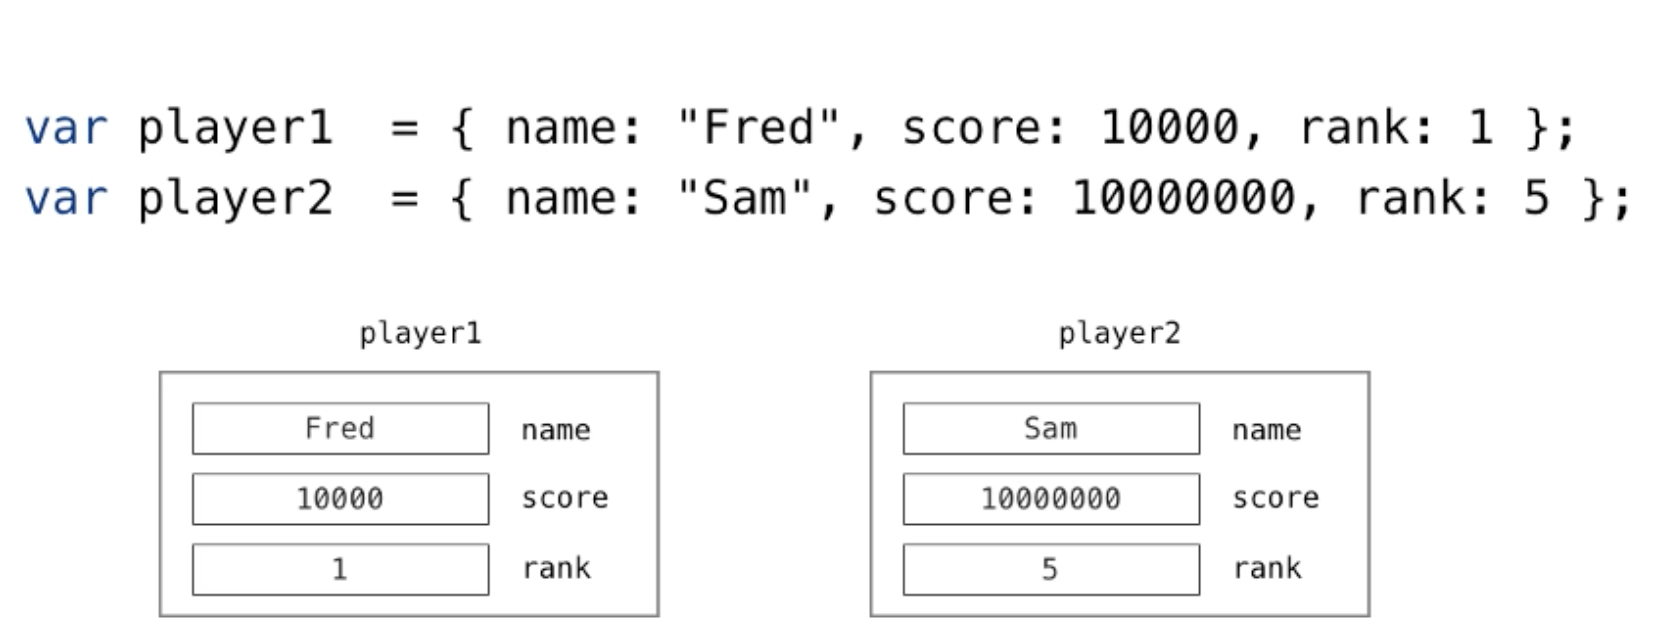 var player1 = { name: "Fred", score: 10000, rank: 1 };
var player2 = { name: "Sam", score: 10000000, rank: 5 };
player1 player2
Fred name Sam name
10000 score 10000000 score
1 rank 5 rank